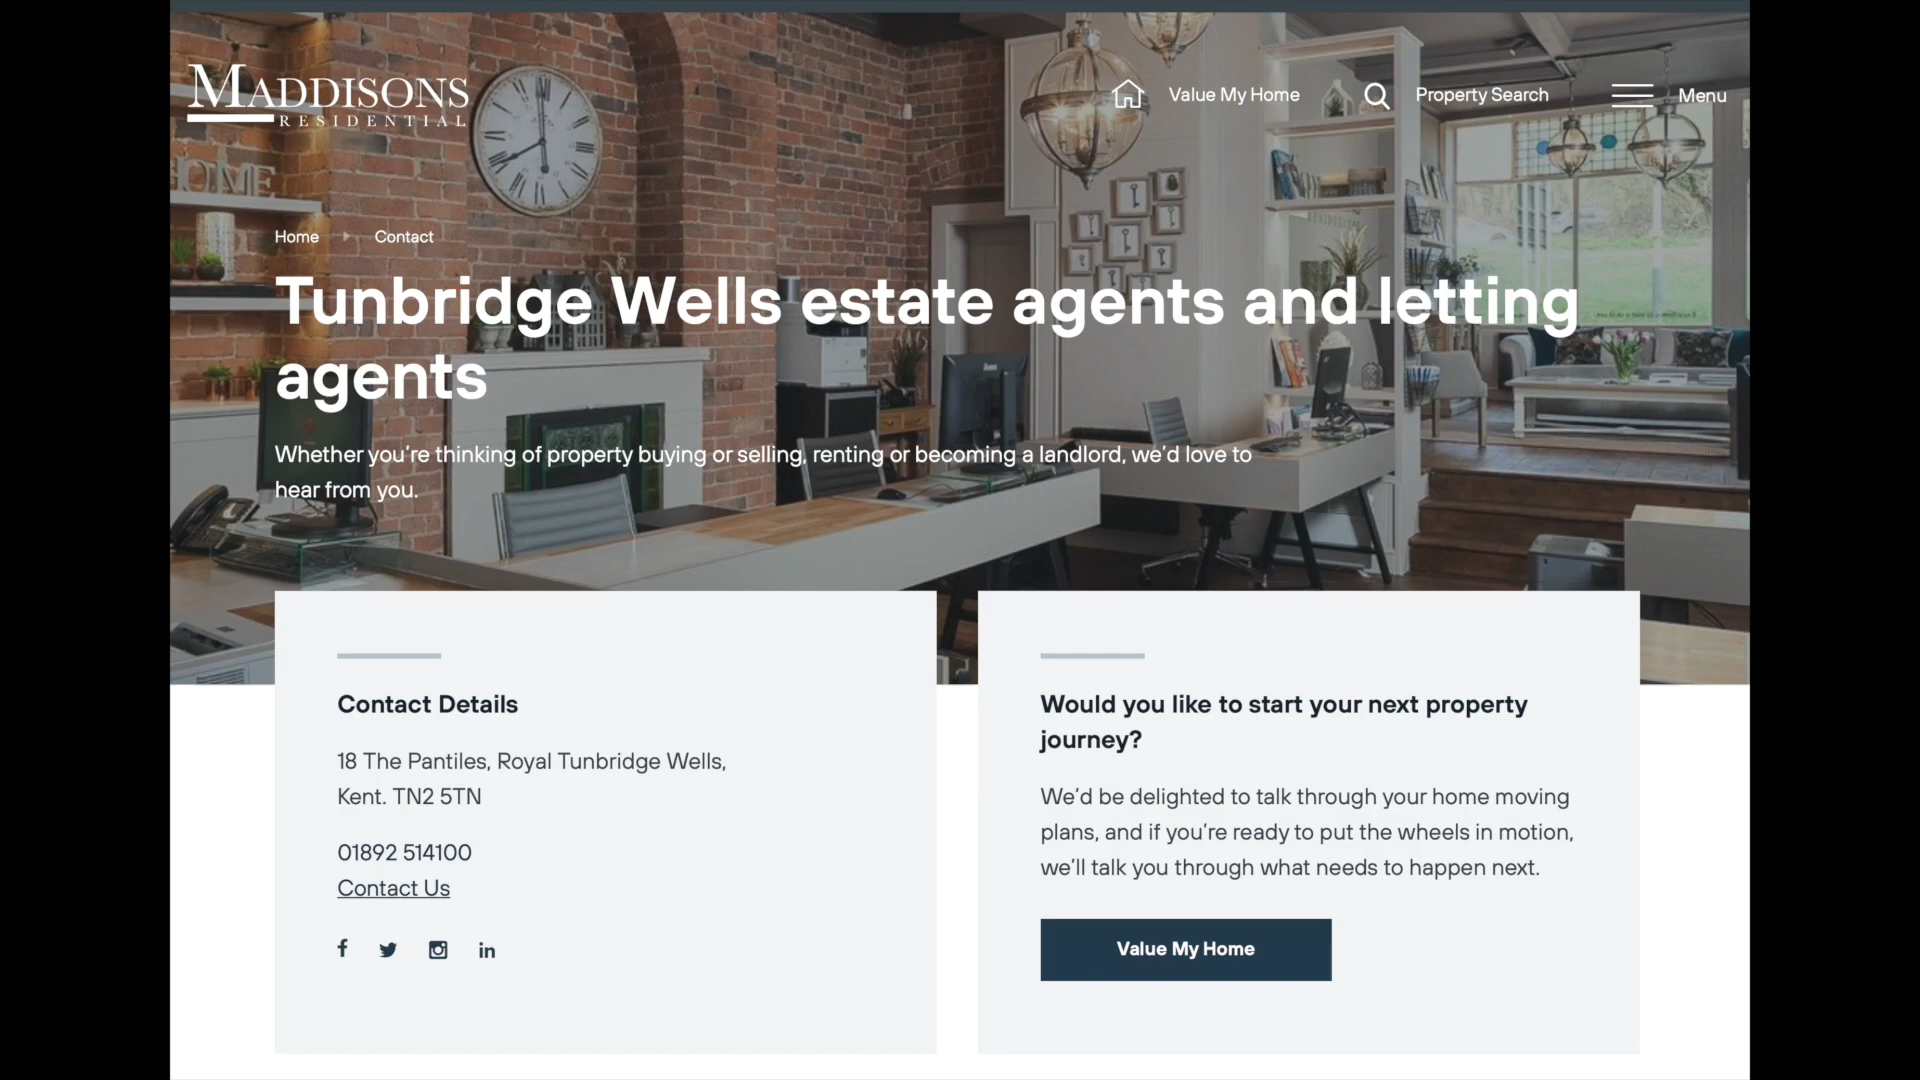 MADDISONS
RESIDENTIAL
Value My Home
Property Search
Menu
HOME
Home
Contact
Tunbridge Wells estate agents and letting
agents
Whether you’re thinking of property buying or selling, renting or becoming a landlord, we’d love to
hear from you.
Contact Details
18 The Pantiles, Royal Tunbridge Wells,
Kent. TN2 5TN
01892 514100
Contact Us
Would you like to start your next property
journey?
We’d be delighted to talk through your home moving
plans, and if you’re ready to put the wheels in motion,
we’ll talk you through what needs to happen next.
Value My Home